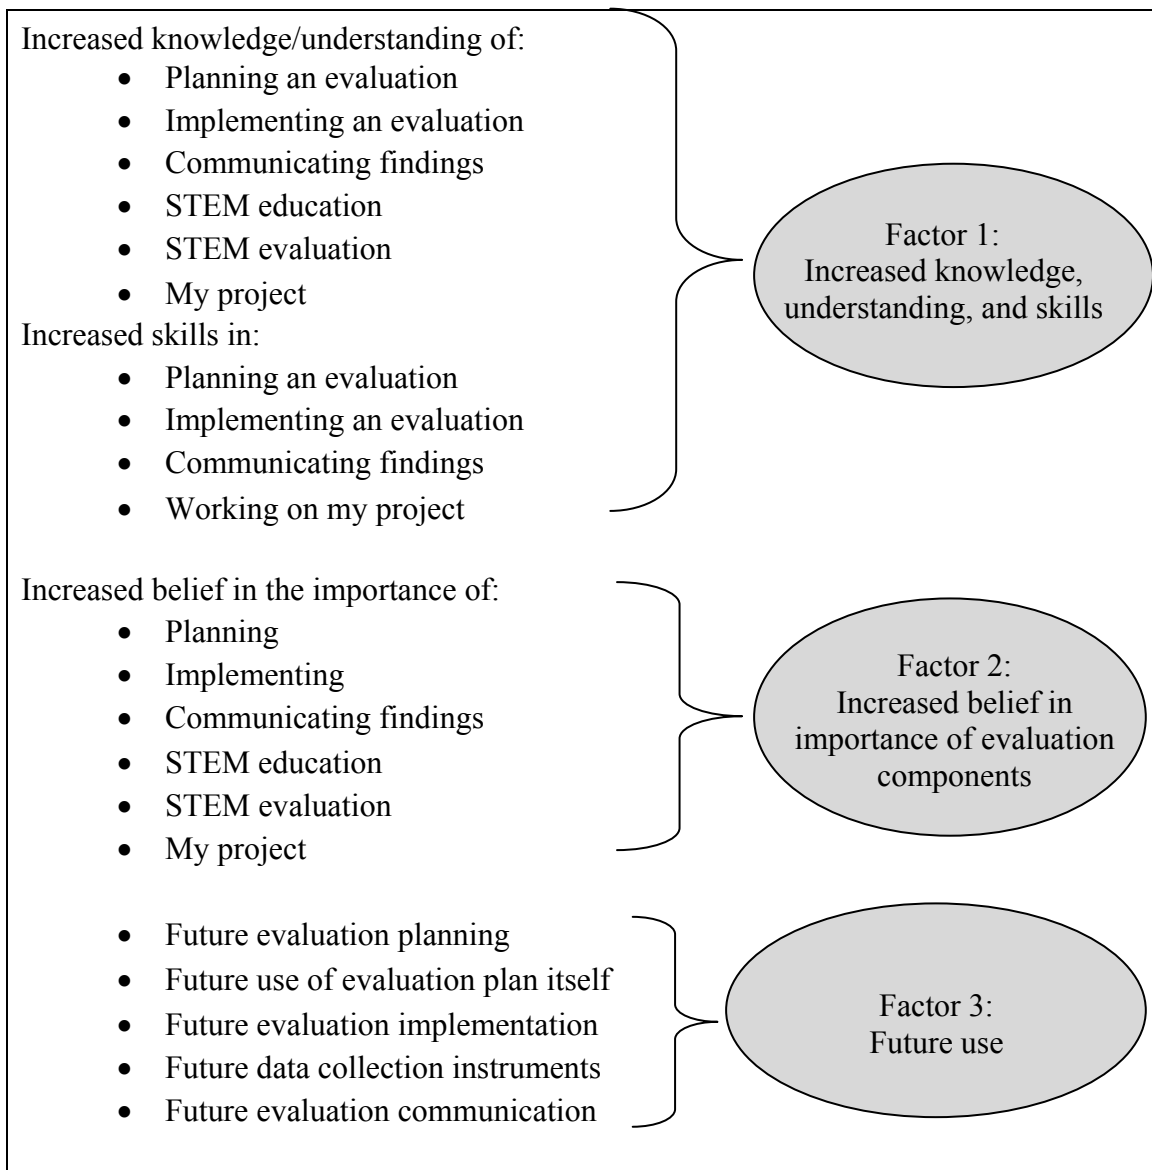 Increased knowledge/understanding of:
• Planning an evaluation
• Implementing an evaluation
• Communicating findings
• STEM education
• STEM evaluation
• My project
Increased skills in:
• Planning an evaluation
• Implementing an evaluation
• Communicating findings
• Working on my project
Factor 1:
Increased knowledge,
understanding, and skills
Increased belief in the importance of:
• Planning
• Implementing
• Communicating findings
• STEM education
• STEM evaluation
• My project
Factor 2:
Increased belief in
importance of evaluation
components
• Future evaluation planning
• Future use of evaluation plan itself
• Future evaluation implementation
• Future data collection instruments
• Future evaluation communication
Factor 3:
Future use